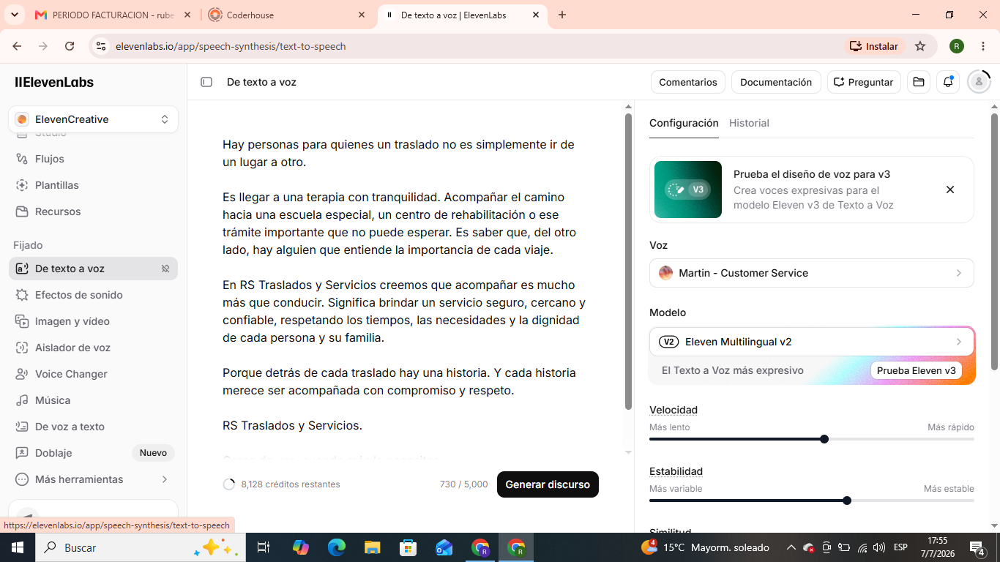 PERIODO FACTURACION - rube
Coderhouse
De texto a voz | ElevenLabs
elevenlabs.io/app/speech-synthesis/text-to-speech
Instalar
R
IIElevenLabs
De texto a voz
Comentarios
Documentación
Preguntar
ElevenCreative
Studio
Flujos
Plantillas
Recursos
Fijado
De texto a voz
Efectos de sonido
Imagen y vídeo
Aislador de voz
Voice Changer
Música
De voz a texto
Doblaje
Nuevo
Más herramientas
https://elevenlabs.io/app/speech-synthesis/text-to-speech
Hay personas para quienes un traslado no es simplemente ir de
un lugar a otro.
Es llegar a una terapia con tranquilidad. Acompañar el camino
hacia una escuela especial, un centro de rehabilitación o ese
trámite importante que no puede esperar. Es saber que, del otro
lado, hay alguien que entiende la importancia de cada viaje.
En RS Traslados y Servicios creemos que acompañar es mucho
más que conducir. Significa brindar un servicio seguro, cercano y
confiable, respetando los tiempos, las necesidades y la dignidad
de cada persona y su familia.
Porque detrás de cada traslado hay una historia. Y cada historia
merece ser acompañada con compromiso y respeto.
RS Traslados y Servicios.
8,128 créditos restantes
730 / 5,000
Generar discurso
Configuración
Historial
V3
Prueba el diseño de voz para v3
Crea voces expresivas para el
modelo Eleven v3 de Texto a Voz
Voz
Martin - Customer Service
Modelo
V2
Eleven Multilingual v2
El Texto a Voz más expresivo
Prueba Eleven v3
Velocidad
Más lento
Más rápido
Estabilidad
Más variable
Más estable
Similitud
Buscar
R
R
4
15°C
Mayorm. soleado
ESP
17:55
7/7/2026
4